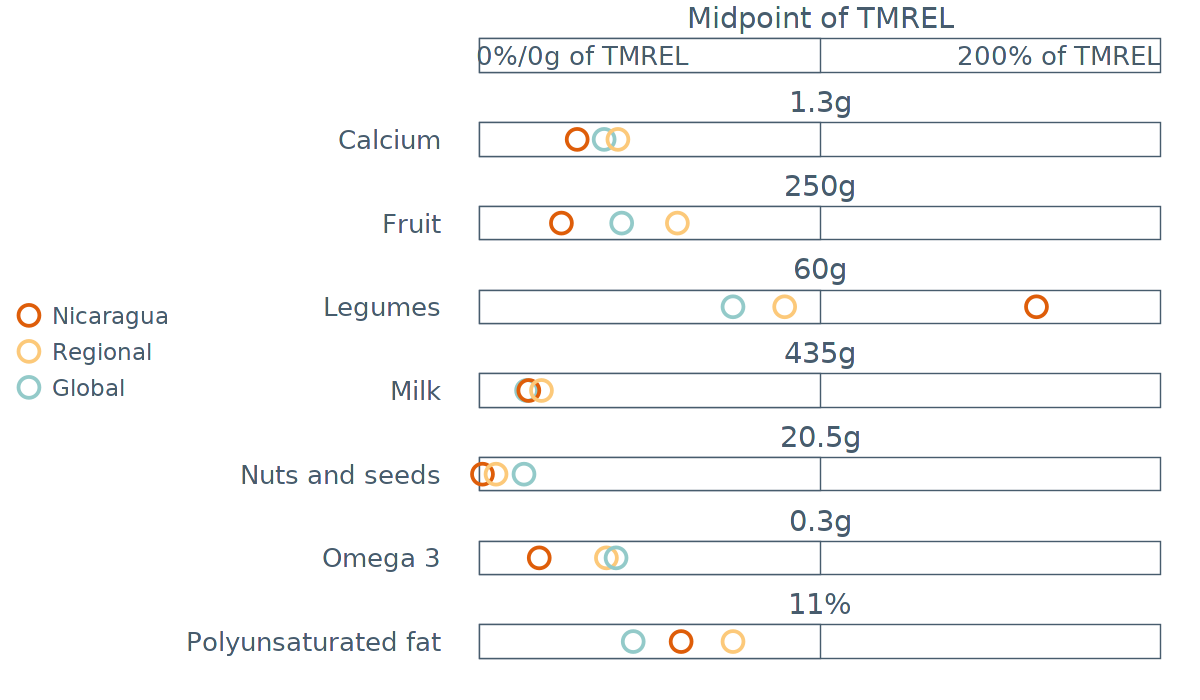 Midpoint of TMREL
0%/0g of TMREL
200% of TMREL
1.3g
Calcium
250g
Fruit
60g
Legumes
435g
Milk
20.5g
Nuts and seeds
0.3g
Omega 3
11%
Polyunsaturated fat
Nicaragua
Regional
Global